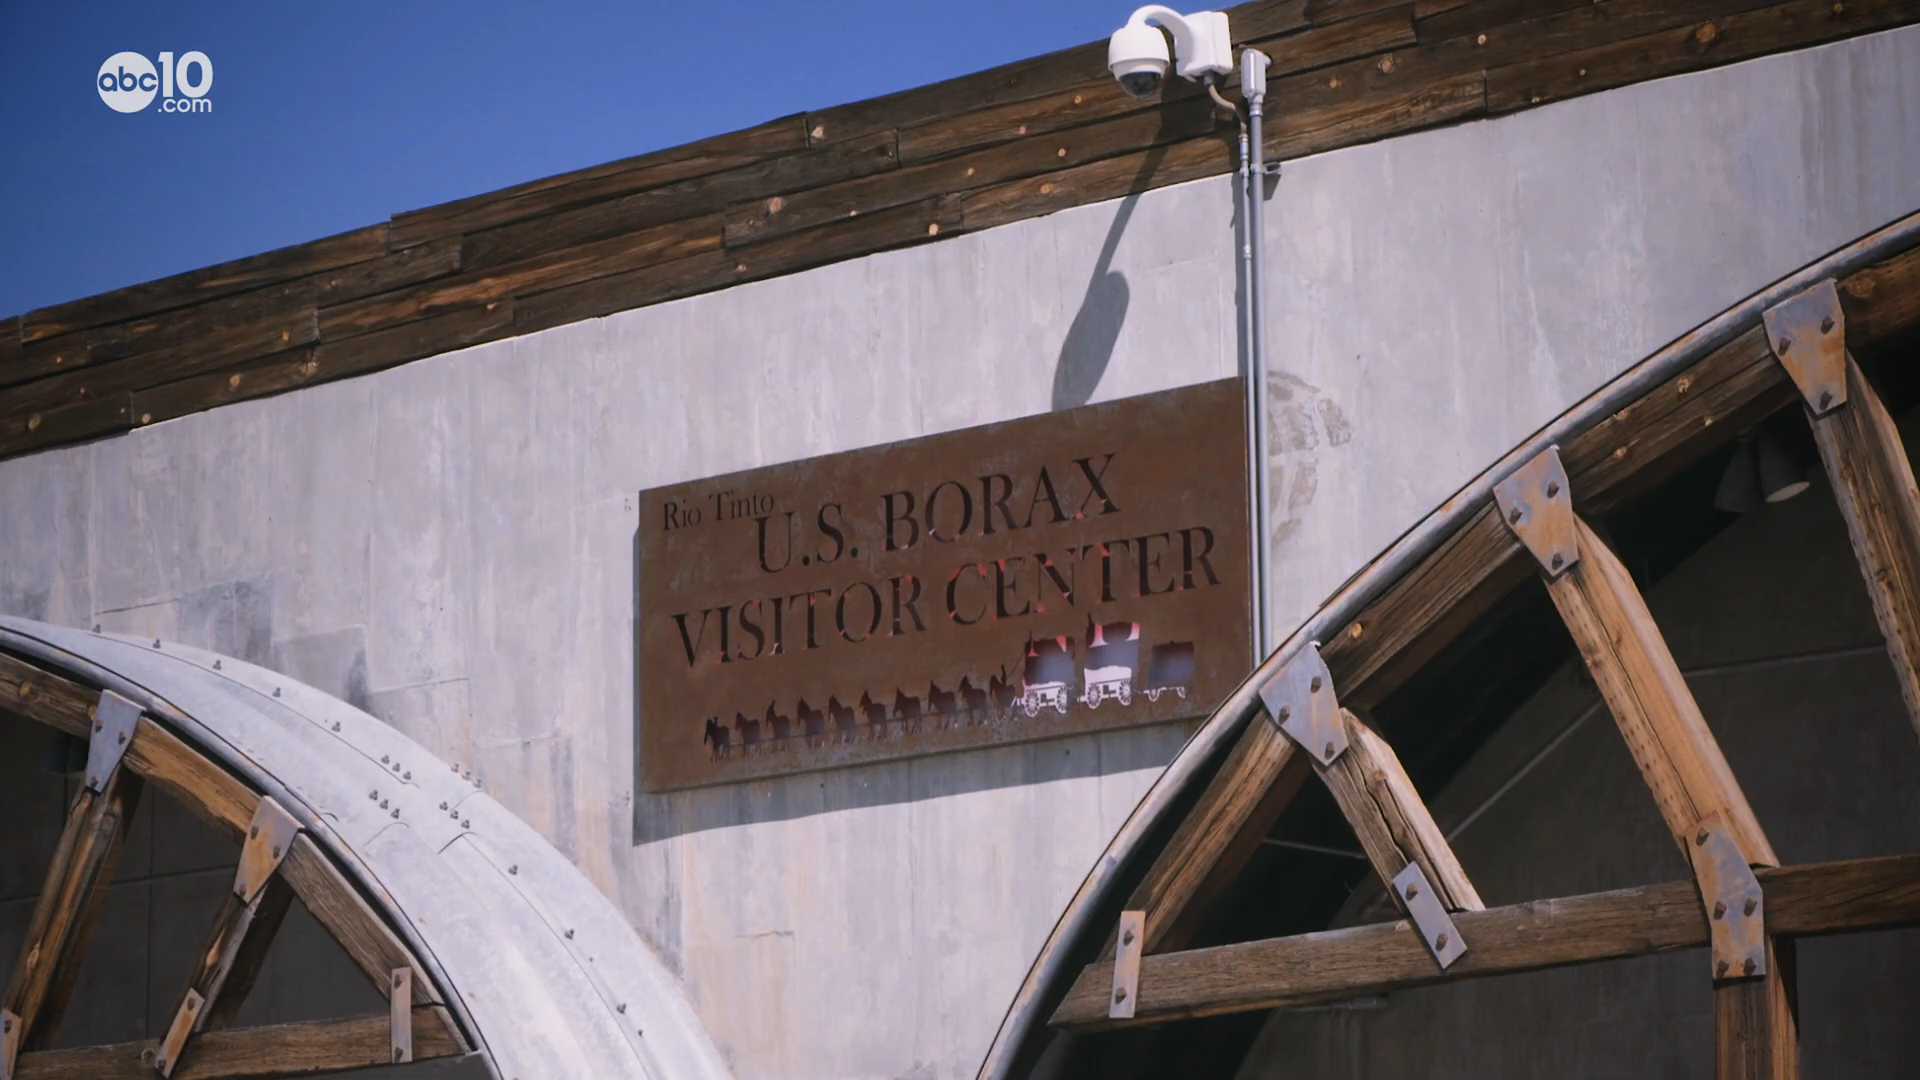 abc10
.com
Rio Tinto
U.S. BORAX
VISITOR CENTER